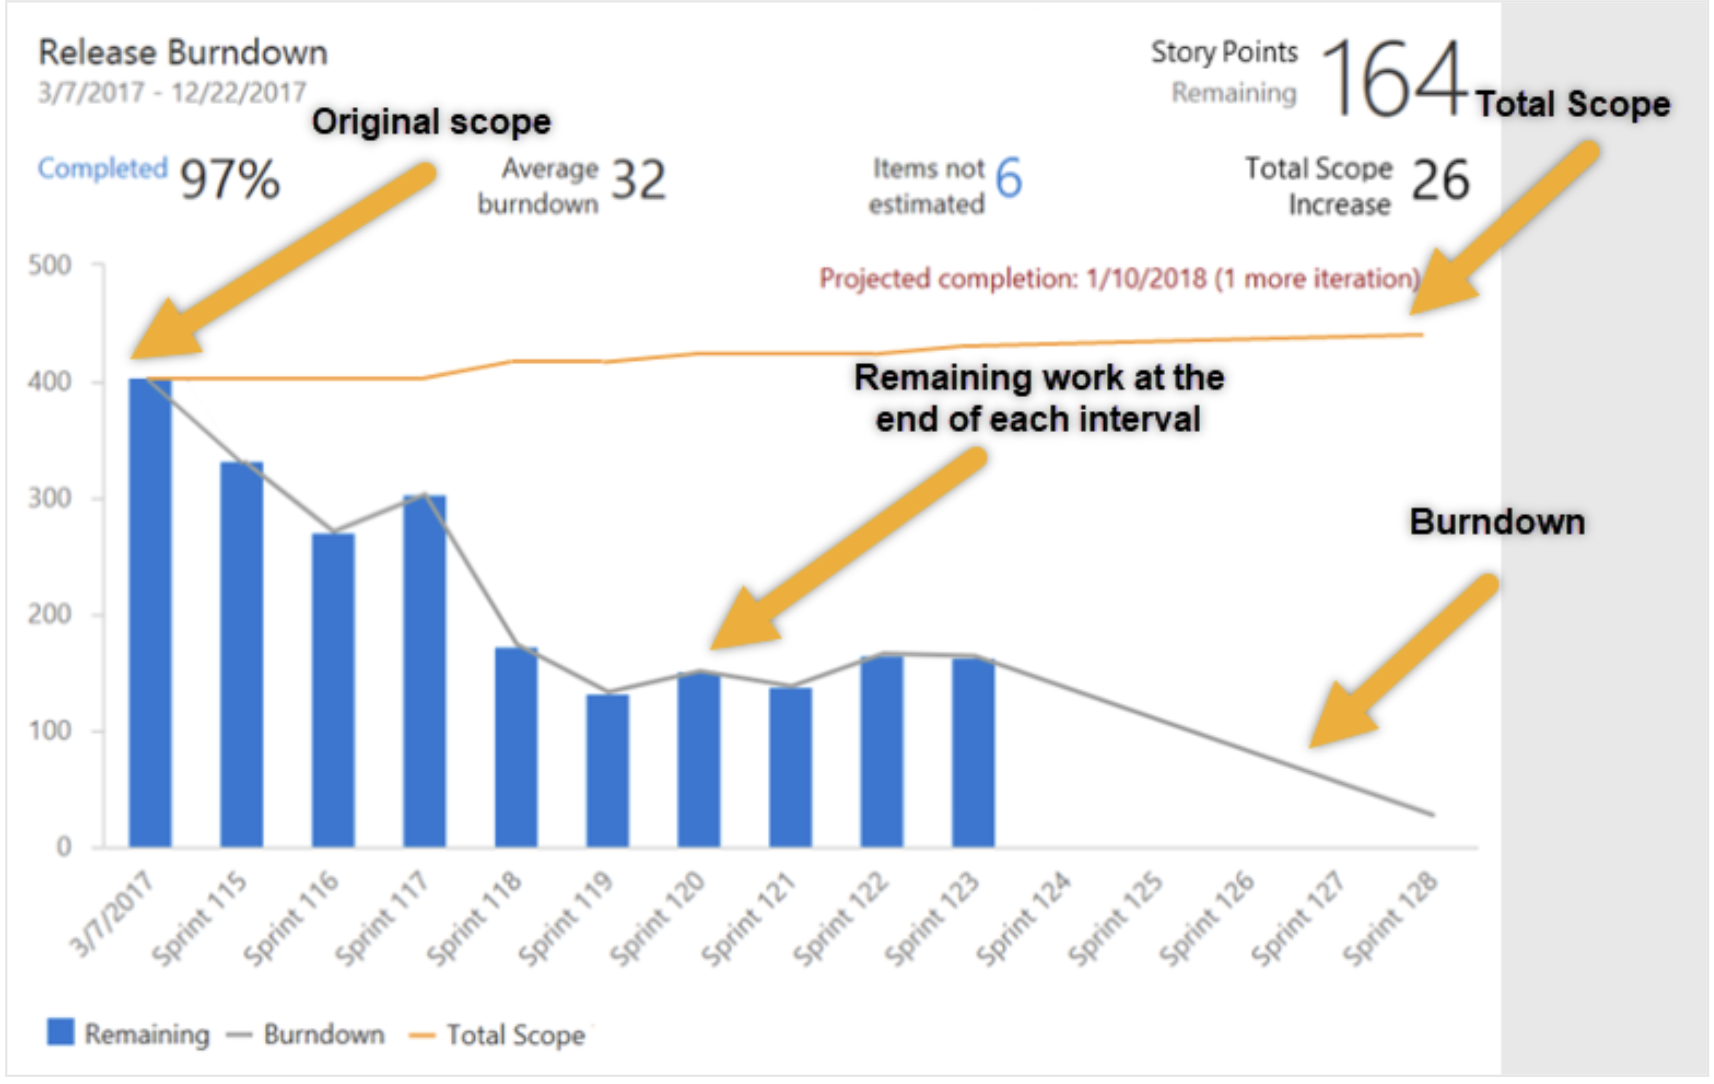 Release Burndown
3/7/2017 - 12/22/2017
Story Points
Remaining
164
Original scope
Total Scope
Completed 97%
Average
burndown
32
Items not
estimated
6
Total Scope
Increase
26
Projected completion: 1/10/2018 (1 more iteration)
500
400
300
200
100
0
Remaining work at the
end of each interval
Burndown
3/7/2017
Sprint 115
Sprint 116
Sprint 117
Sprint 118
Sprint 119
Sprint 120
Sprint 121
Sprint 122
Sprint 123
Sprint 124
Sprint 125
Sprint 126
Sprint 127
Sprint 128
Remaining
Burndown
Total Scope